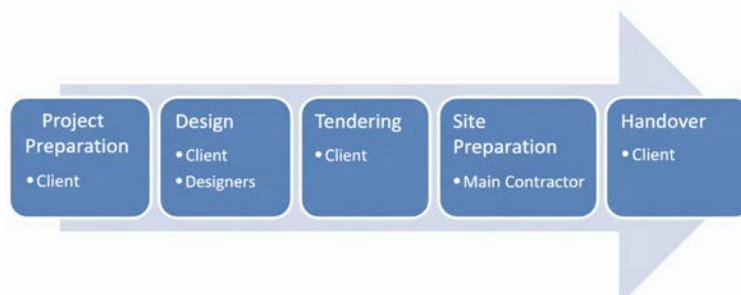 Project
Preparation
• Client
Design
• Client
• Designers
Tendering
• Client
Site
Preparation
• Main Contractor
Handover
• Client